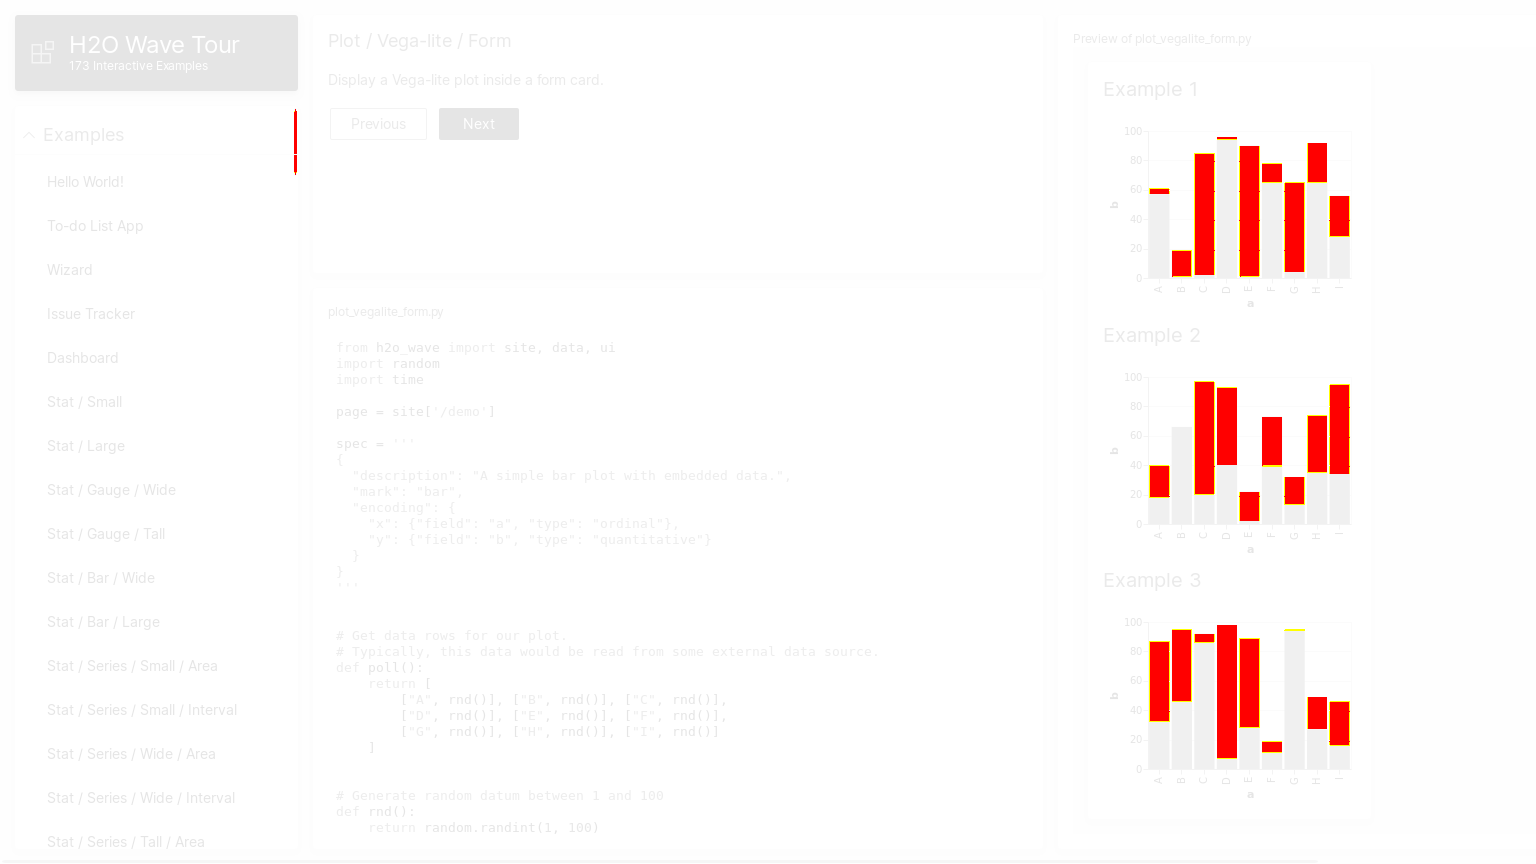 H2O Wave Tour
173 Interactive Examples
Examples
Hello World!
To-do List App
Wizard
Issue Tracker
Dashboard
Stat / Small
Stat / Large
Stat / Gauge / Wide
Stat / Gauge / Tall
Stat / Bar / Wide
Stat / Bar / Large
Stat / Series / Small / Area
Stat / Series / Small / Interval
Stat / Series / Wide / Area
Stat / Series / Wide / Interval
Stat / Series / Tall / Area
Plot / Vega-lite / Form
Display a Vega-lite plot inside a form card.
Previous Next
plot_vegalite_form.py
from h2o_wave import site, data, ui
import random
import time
page = site['/demo']
spec = '''
{
"description": "A simple bar plot with embedded data.",
"mark": "bar",
"encoding": {
"x": {"field": "a", "type": "ordinal"},
"y": {"field": "b", "type": "quantitative"}
}
}
'''
# Get data rows for our plot.
# Typically, this data would be read from some external data source.
def poll():
return [
["A", rnd()], ["B", rnd()], ["C", rnd()],
["D", rnd()], ["E", rnd()], ["F", rnd()],
["G", rnd()], ["H", rnd()], ["I", rnd()]
]
# Generate random datum between 1 and 100
def rnd():
return random.randint(1, 100)
Preview of plot_vegalite_form.py
Example 1
100
80
60
b
40
20
0
A B C D E F G H I
a
Example 2
100
80
60
b
40
20
0
A B C D E F G H I
a
Example 3
100
80
60
b
40
20
0
A B C D E F G H I
a